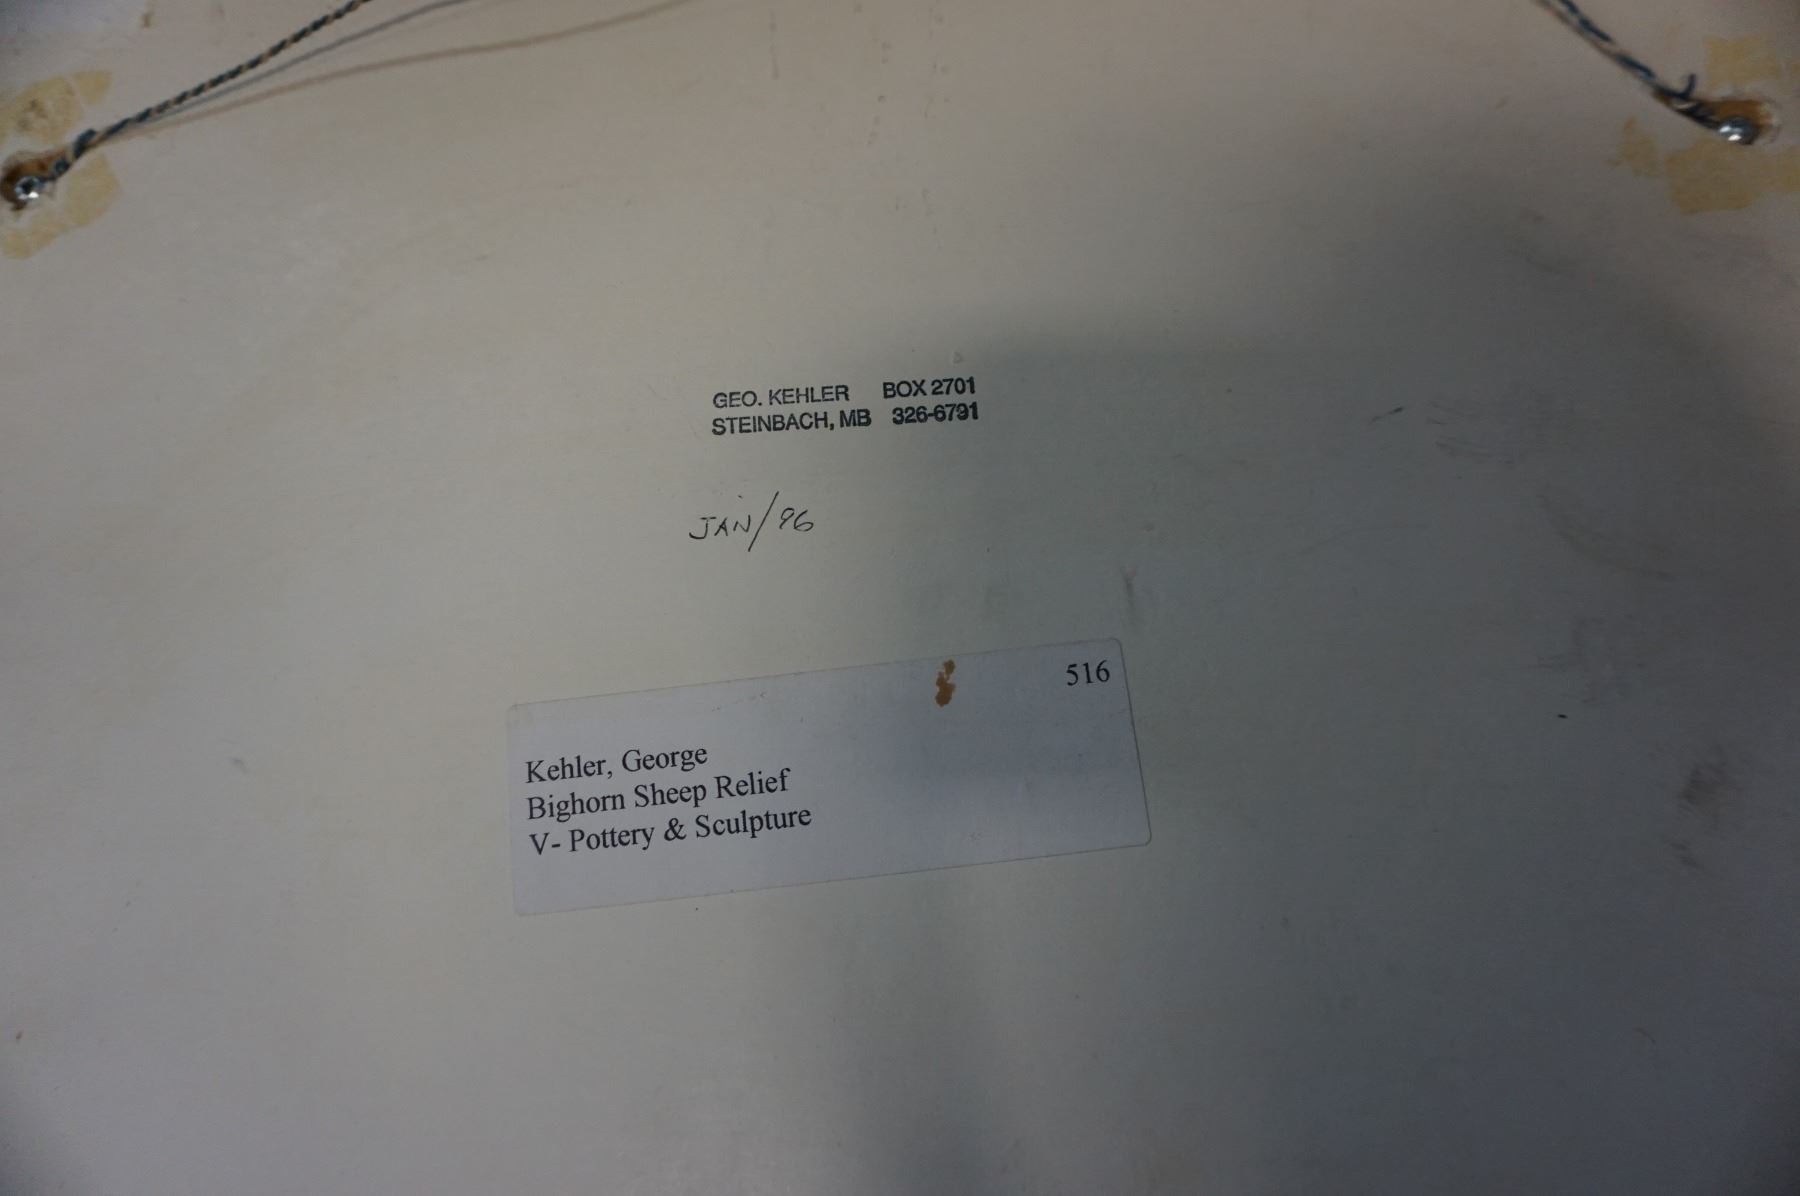 GEO. KEHLER BOX 2701
STEINBACH, MB 326-6791
JAN/96
516
Kehler, George
Bighorn Sheep Relief
V- Pottery & Sculpture